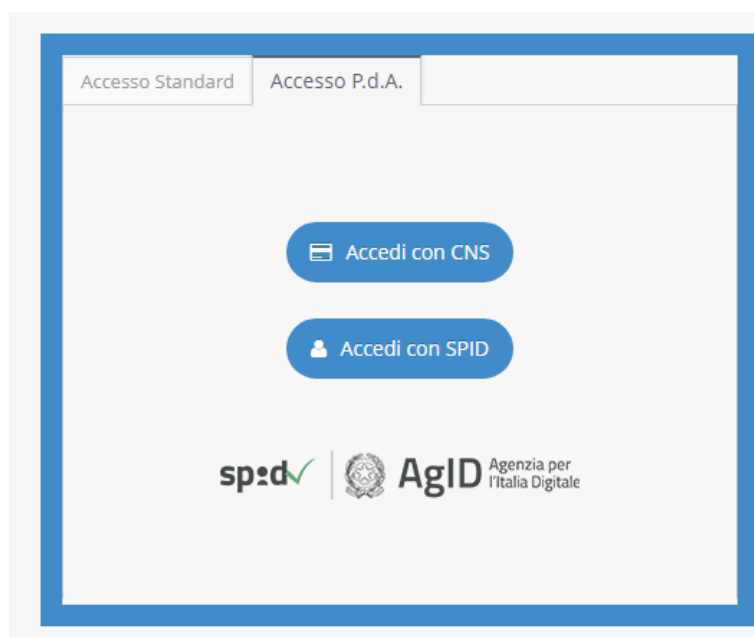 Accesso Standard Accesso P.d.A.
Accedi con CNS
Accedi con SPID
spid AgID Agenzia per
l'Italia Digitale